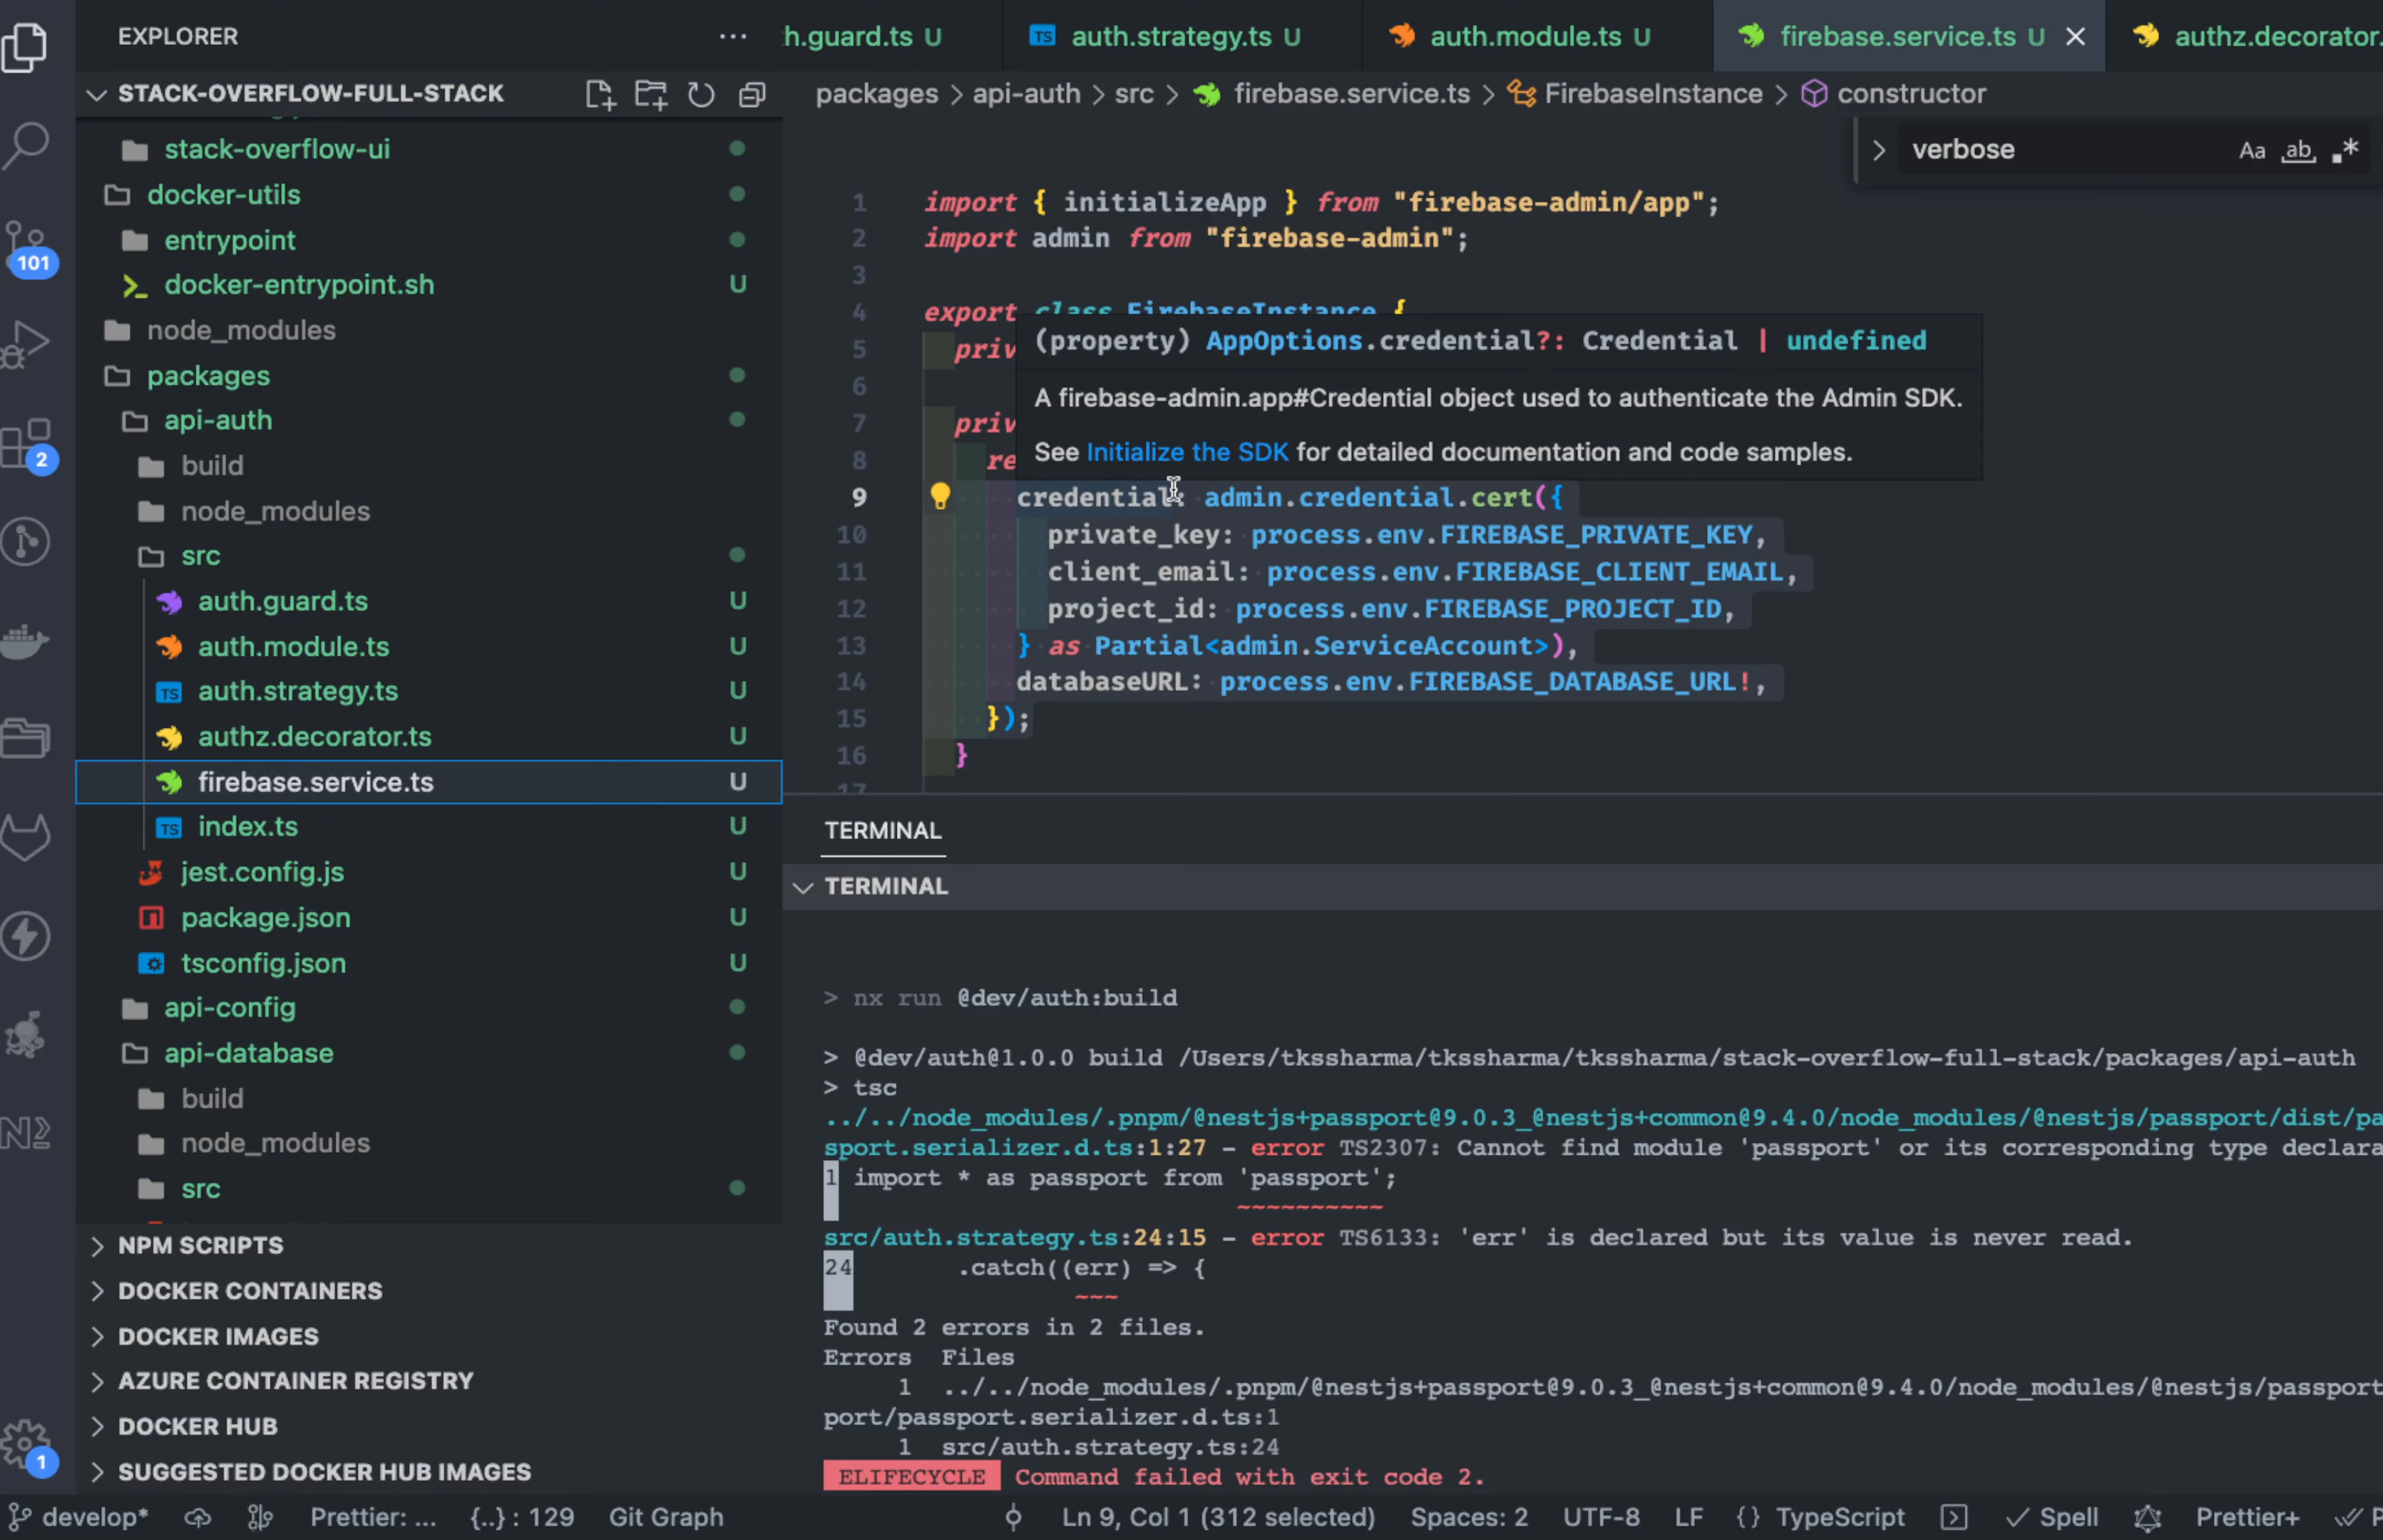 EXPLORER
STACK-OVERFLOW-FULL-STACK
stack-overflow-ui
docker-utils
entrypoint
docker-entrypoint.sh U
node_modules
packages
api-auth
build
node_modules
src
auth.guard.ts U
auth.module.ts U
auth.strategy.ts U
authz.decorator.ts U
firebase.service.ts U
index.ts U
jest.config.js U
package.json U
tsconfig.json U
api-config
api-database
build
node_modules
src
NPM SCRIPTS
DOCKER CONTAINERS
DOCKER IMAGES
AZURE CONTAINER REGISTRY
DOCKER HUB
SUGGESTED DOCKER HUB IMAGES
101
2
1
h.guard.ts U
auth.strategy.ts U
auth.module.ts U
firebase.service.ts U
authz.decorator.
packages > api-auth > src > firebase.service.ts > FirebaseInstance > constructor
verbose Aa ab .*
1 import { initializeApp } from "firebase-admin/app";
2 import admin from "firebase-admin";
3
4 export class FirebaseInstance {
5 priv
6
7 priv
8 re
(property) AppOptions.credential?: Credential | undefined
A firebase-admin.app#Credential object used to authenticate the Admin SDK.
See Initialize the SDK for detailed documentation and code samples.
9 credential: admin.credential.cert({
10 private_key: process.env.FIREBASE_PRIVATE_KEY,
11 client_email: process.env.FIREBASE_CLIENT_EMAIL,
12 project_id: process.env.FIREBASE_PROJECT_ID,
13 } as Partial<admin.ServiceAccount>),
14 databaseURL: process.env.FIREBASE_DATABASE_URL!,
15 });
16 }
17
TERMINAL
TERMINAL
> nx run @dev/auth:build
> @dev/auth@1.0.0 build /Users/tkssharma/tkssharma/tkssharma/stack-overflow-full-stack/packages/api-auth
> tsc
../../node_modules/.pnpm/@nestjs+passport@9.0.3_@nestjs+common@9.4.0/node_modules/@nestjs/passport/dist/pa
sport.serializer.d.ts:1:27 - error TS2307: Cannot find module 'passport' or its corresponding type declara
1 import * as passport from 'passport';
~~~~~~~~~~
src/auth.strategy.ts:24:15 - error TS6133: 'err' is declared but its value is never read.
24 .catch((err) => {
~~~
Found 2 errors in 2 files.
Errors Files
1 ../../node_modules/.pnpm/@nestjs+passport@9.0.3_@nestjs+common@9.4.0/node_modules/@nestjs/passport
port/passport.serializer.d.ts:1
1 src/auth.strategy.ts:24
ELIFECYCLE Command failed with exit code 2.
develop* Prettier: ... {..} : 129 Git Graph Ln 9, Col 1 (312 selected) Spaces: 2 UTF-8 LF {} TypeScript Spell Prettier+